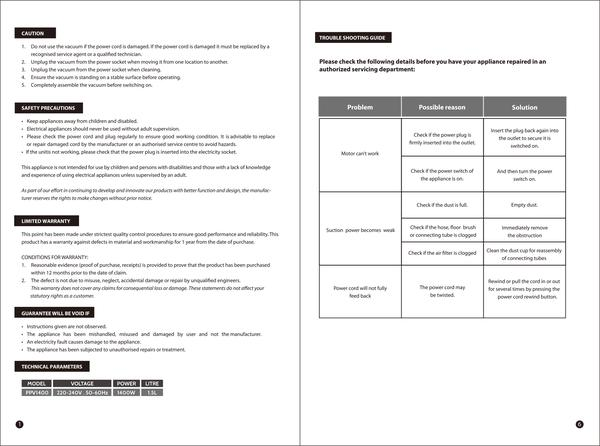 CAUTION
1. Do not use the vacuum if the power cord is damaged. If the power cord is damaged it must be replaced by a
recognised service agent or a qualified technician.
2. Unplug the vacuum from the power socket when moving it from one location to another.
3. Unplug the vacuum from the power socket when cleaning.
4. Ensure the vacuum is standing on a stable surface before operating.
5. Completely assemble the vacuum before switching on.
SAFETY PRECAUTIONS
• Keep appliances away from children and disabled.
• Electrical appliances should never be used without adult supervision.
• Please check the power cord and plug regularly to ensure good working condition. It is advisable to replace
or repair damaged cord by the manufacturer or an authorised service centre to avoid hazards.
• If the unitis not working, please check that the power plug is inserted into the electricity socket.
This appliance is not intended for use by children and persons with disabilities and those with a lack of knowledge
and experience of using electrical appliances unless supervised by an adult.
As part of our effort in continuing to develop and innovate our products with better function and design, the manufac-
turer reserves the rights to make changes without prior notice.
LIMITED WARRANTY
This point has been made under strictest quality control procedures to ensure good performance and reliability. This
product has a warranty against defects in material and workmanship for 1 year from the date of purchase.
CONDITIONS FOR WARRANTY:
1. Reasonable evidence (proof of purchase, receipts) is provided to prove that the product has been purchased
within 12 months prior to the date of claim.
2. The defect is not due to misuse, neglect, accidental damage or repair by unqualified engineers.
This warranty does not cover any claims for consequential loss or damage. These statements do not affect your
statutory rights as a customer.
GUARANTEE WILL BE VOID IF
• Instructions given are not observed.
• The appliance has been mishandled, misused and damaged by user and not the manufacturer.
• An electricity fault causes damage to the appliance.
• The appliance has been subjected to unauthorised repairs or treatment.
TECHNICAL PARAMETERS
MODEL VOLTAGE POWER LITRE
PPV1400 220-240V 50-60Hz 1400W 1.5L
1
TROUBLE SHOOTING GUIDE
Please check the following details before you have your appliance repaired in an
authorized servicing department:
Problem Possible reason Solution
Motor can't work
Check if the power plug is
firmly inserted into the outlet.
Insert the plug back again into
the outlet to secure it is
switched on.
Check if the power switch of
the appliance is on.
And then turn the power
switch on.
Suction power becomes weak
Check if the dust is full.
Empty dust.
Check if the hose, floor brush
or connecting tube is clogged
Immediately remove
the obstruction
Check if the air filter is clogged
Clean the dust cup for reassembly
of connecting tubes
Power cord will not fully
feed back
The power cord may
be twisted.
Rewind or pull the cord in or out
for several times by pressing the
power cord rewind button.
6